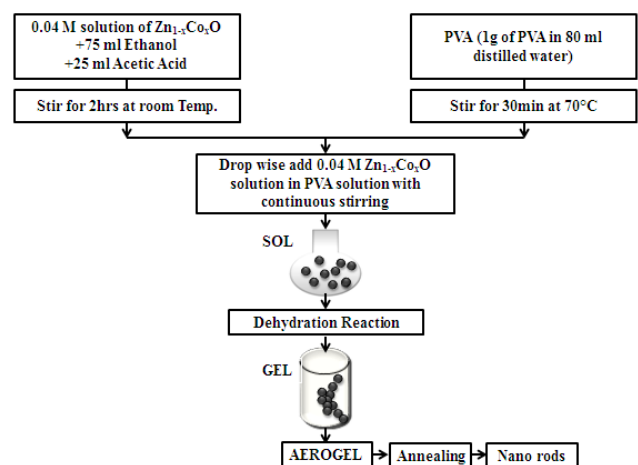 0.04 M solution of Zn₁₋ₓCoₓO
+75 ml Ethanol
+25 ml Acetic Acid
PVA (1g of PVA in 80 ml
distilled water)
Stir for 2hrs at room Temp.
Stir for 30min at 70°C
Drop wise add 0.04 M Zn₁₋ₓCoₓO
solution in PVA solution with
continuous stirring
SOL
Dehydration Reaction
GEL
AEROGEL
Annealing
Nano rods